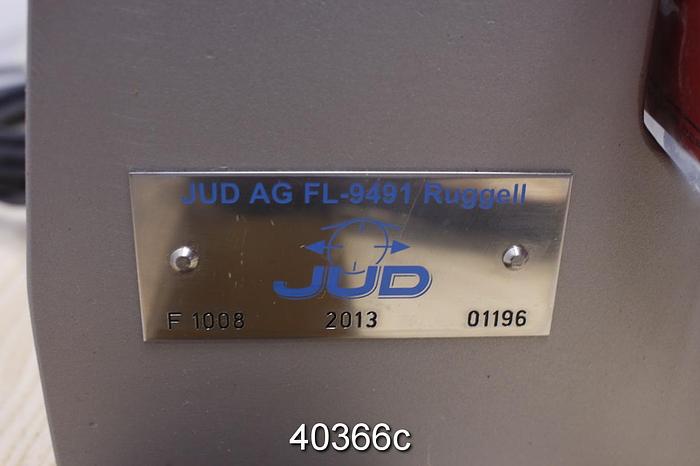 JUD AG FL-9491 Ruggell
JUD
F 1008 2013 01196
40366c